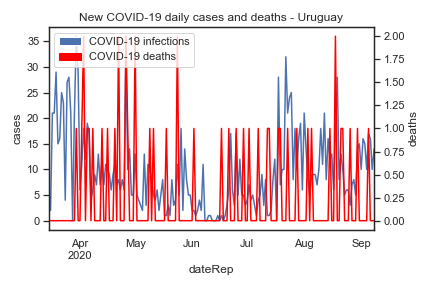 New COVID-19 daily cases and deaths - Uruguay
COVID-19 infections
COVID-19 deaths
35
30
25
20
15
10
5
0
cases
2.00
1.75
1.50
1.25
1.00
0.75
0.50
0.25
0.00
deaths
Apr
2020
May
Jun
Jul
Aug
Sep
dateRep